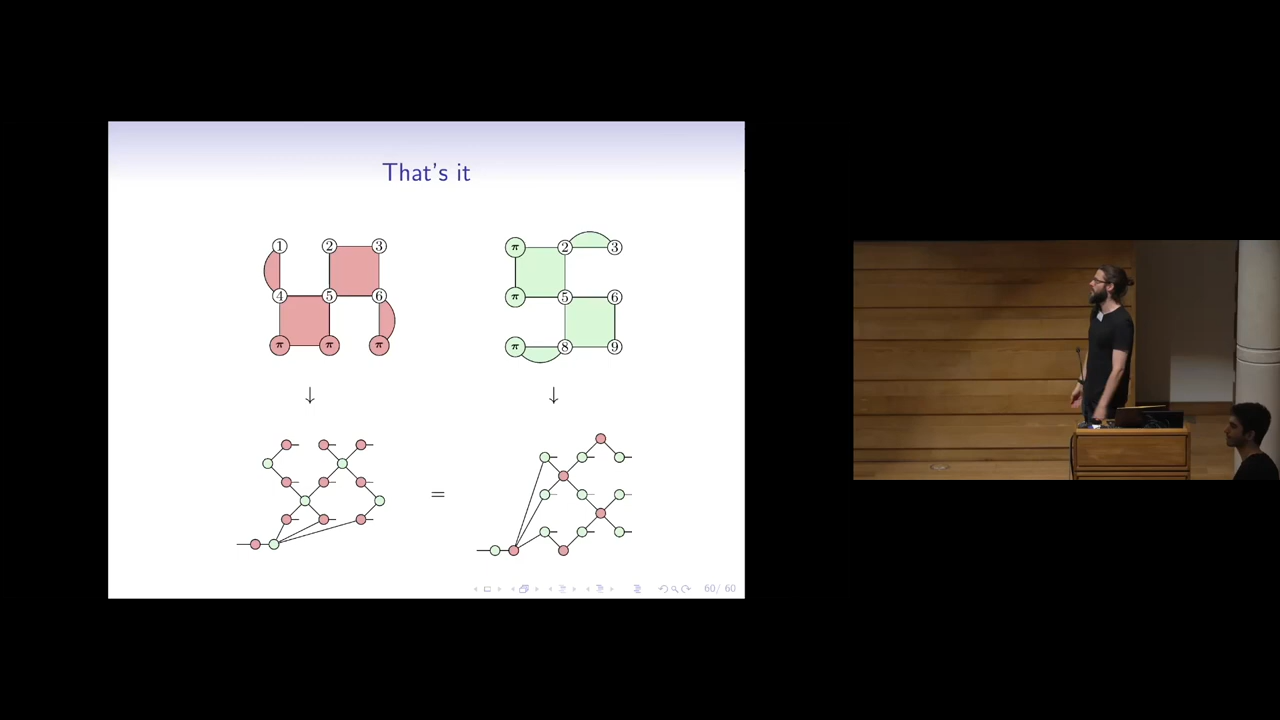 That's it
1 2 3 π 2 3
4 5 6 π 5 6
π π π π 8 9
↓ ↓
=
60 / 60